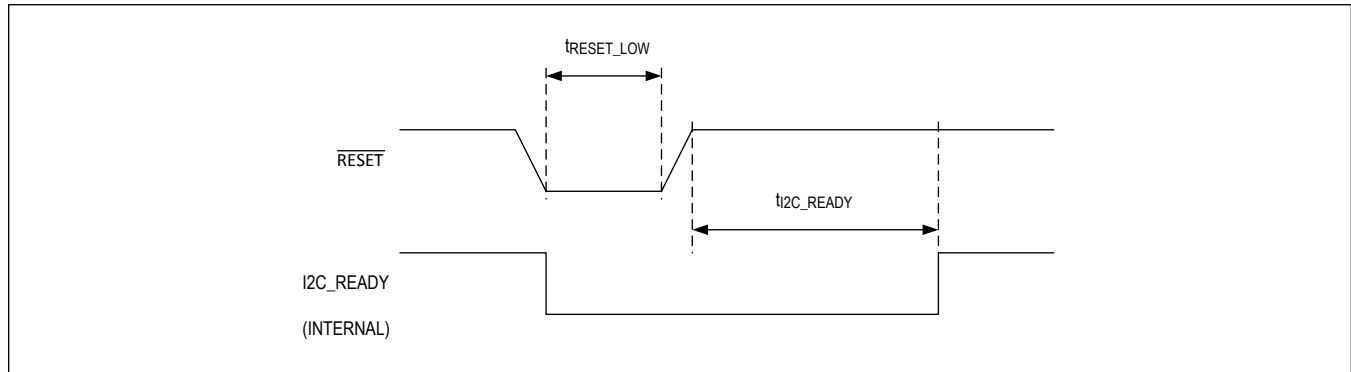 tRESET_LOW
RESET
tI2C_READY
I2C_READY
(INTERNAL)